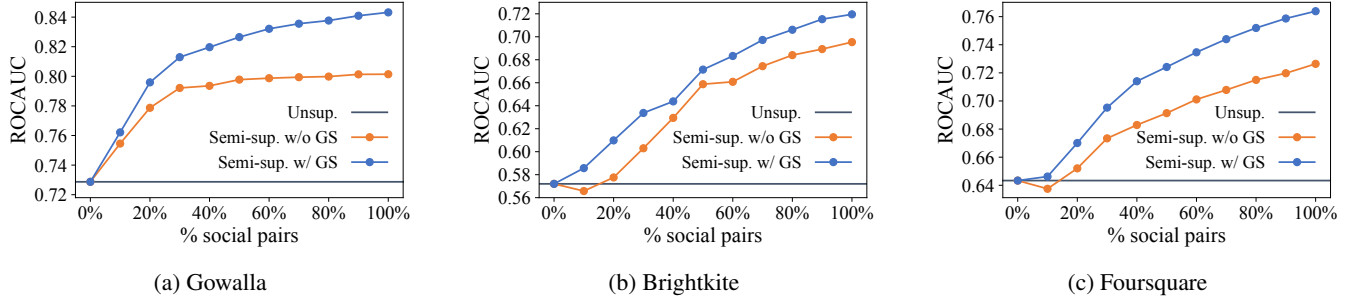 ROCAUC
0.84
0.82
0.80
0.78
0.76
0.74
0.72
Unsup.
Semi-sup. w/o GS
Semi-sup. w/ GS
0% 20% 40% 60% 80% 100%
% social pairs
(a) Gowalla
ROCAUC
0.72
0.70
0.68
0.66
0.64
0.62
0.60
0.58
0.56
Unsup.
Semi-sup. w/o GS
Semi-sup. w/ GS
0% 20% 40% 60% 80% 100%
% social pairs
(b) Brightkite
ROCAUC
0.76
0.74
0.72
0.70
0.68
0.66
0.64
Unsup.
Semi-sup. w/o GS
Semi-sup. w/ GS
0% 20% 40% 60% 80% 100%
% social pairs
(c) Foursquare